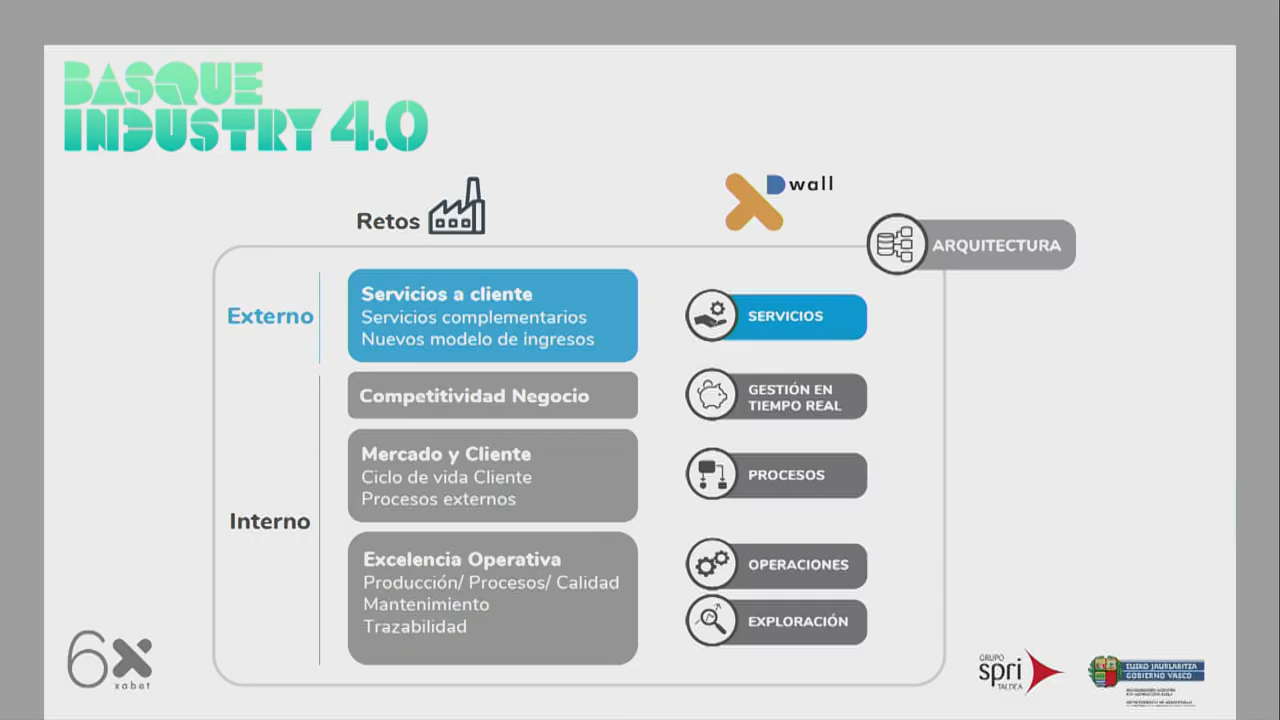 BASQUE
INDUSTRY 4.0
Retos
Dwall
ARQUITECTURA
Externo
Servicios a cliente
Servicios complementarios
Nuevos modelo de ingresos
SERVICIOS
Competitividad Negocio
GESTIÓN EN
TIEMPO REAL
Interno
Mercado y Cliente
Ciclo de vida Cliente
Procesos externos
PROCESOS
Excelencia Operativa
Producción/ Procesos/ Calidad
Mantenimiento
Trazabilidad
OPERACIONES
EXPLORACIÓN
6x
xabet
GRUPO
spri
TALDEA
EUSKO JAURLARITZA
GOBIERNO VASCO